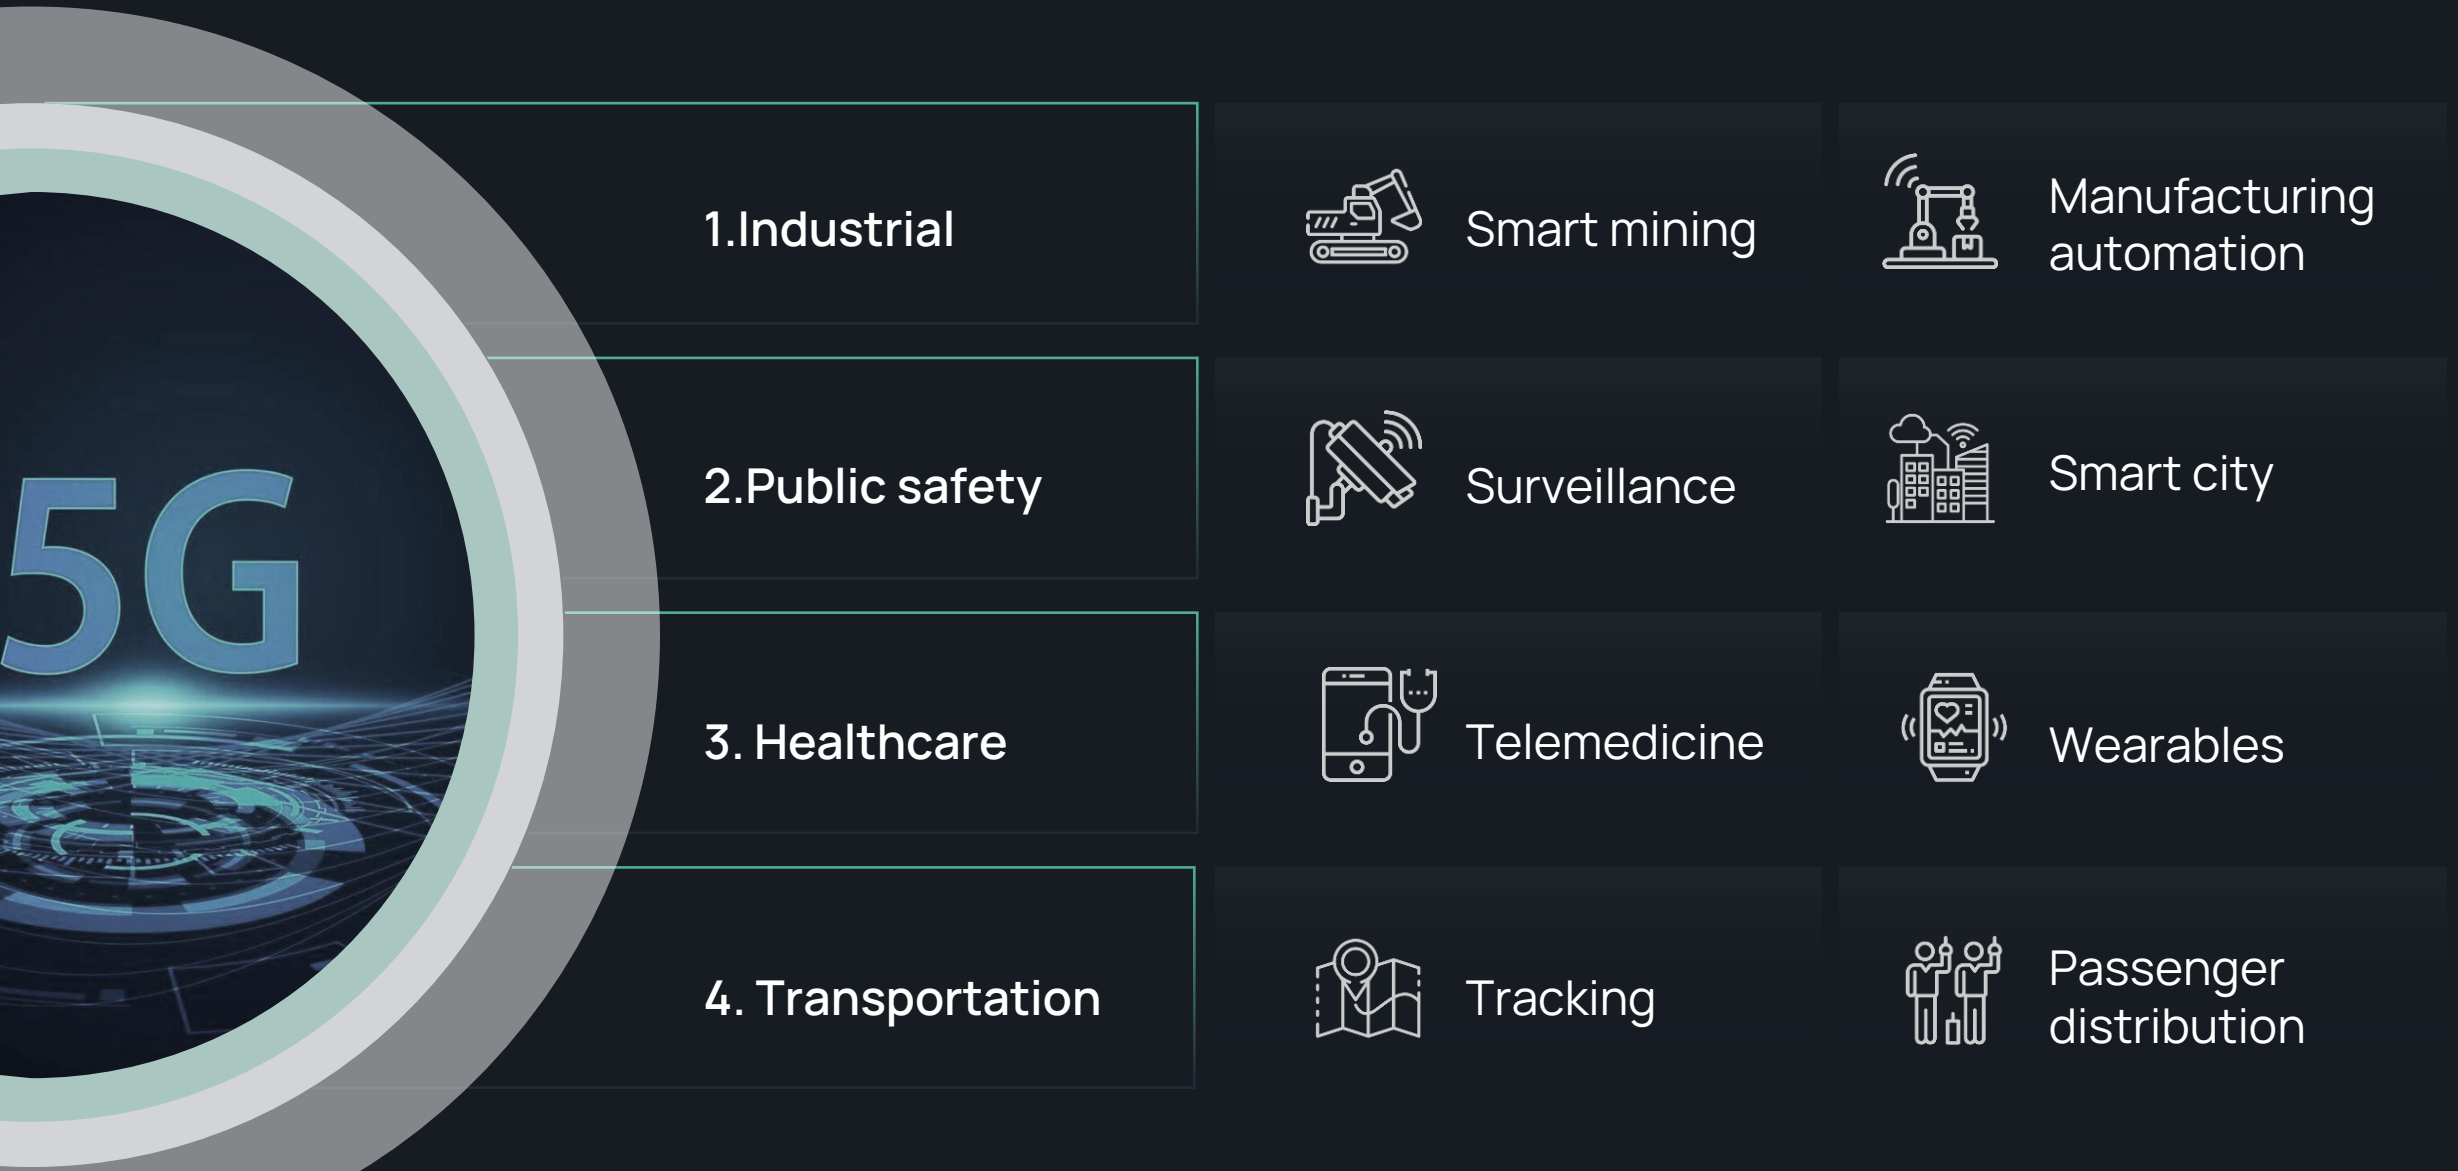 5G
1.Industrial
Smart mining
Manufacturing
automation
2.Public safety
Surveillance
Smart city
3. Healthcare
Telemedicine
Wearables
4. Transportation
Tracking
Passenger
distribution